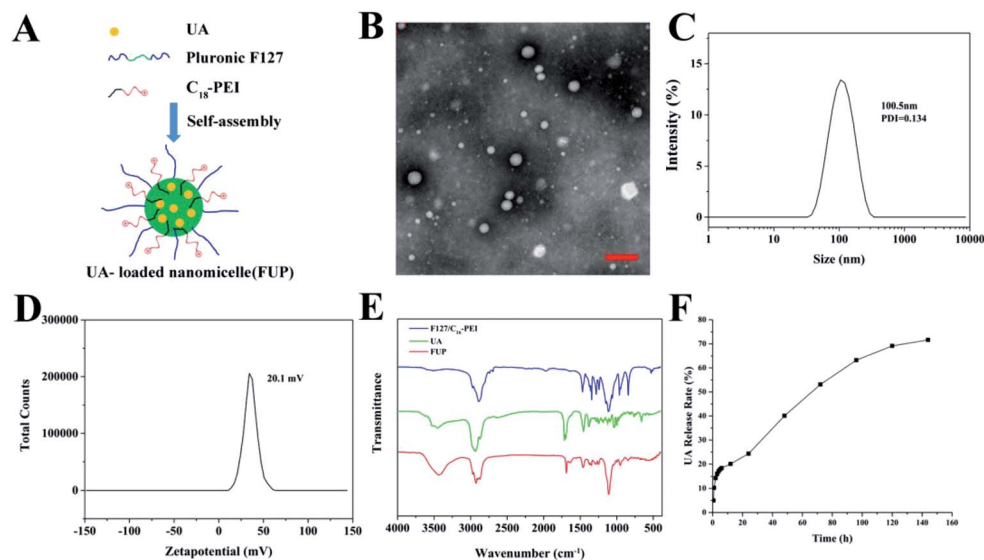 A
UA
Pluronic F127
C18-PEI
Self-assembly
UA- loaded nanomicelle(FUP)
B
C
Intensity (%)
15
10
5
0
100.5nm
PDI=0.134
1 10 100 1000 10000
Size (nm)
D
Total Counts
300000
200000
100000
0
20.1 mV
-150 -100 -50 0 50 100 150
Zetapotential(mV)
E
Transmittance
F127/C18-PEI
UA
FUP
4000 3500 3000 2500 2000 1500 1000 500
Wavenumber (cm-1)
F
UA Release Rate (%)
80
70
60
50
40
30
20
10
0
0 20 40 60 80 100 120 140 160
Time (h)